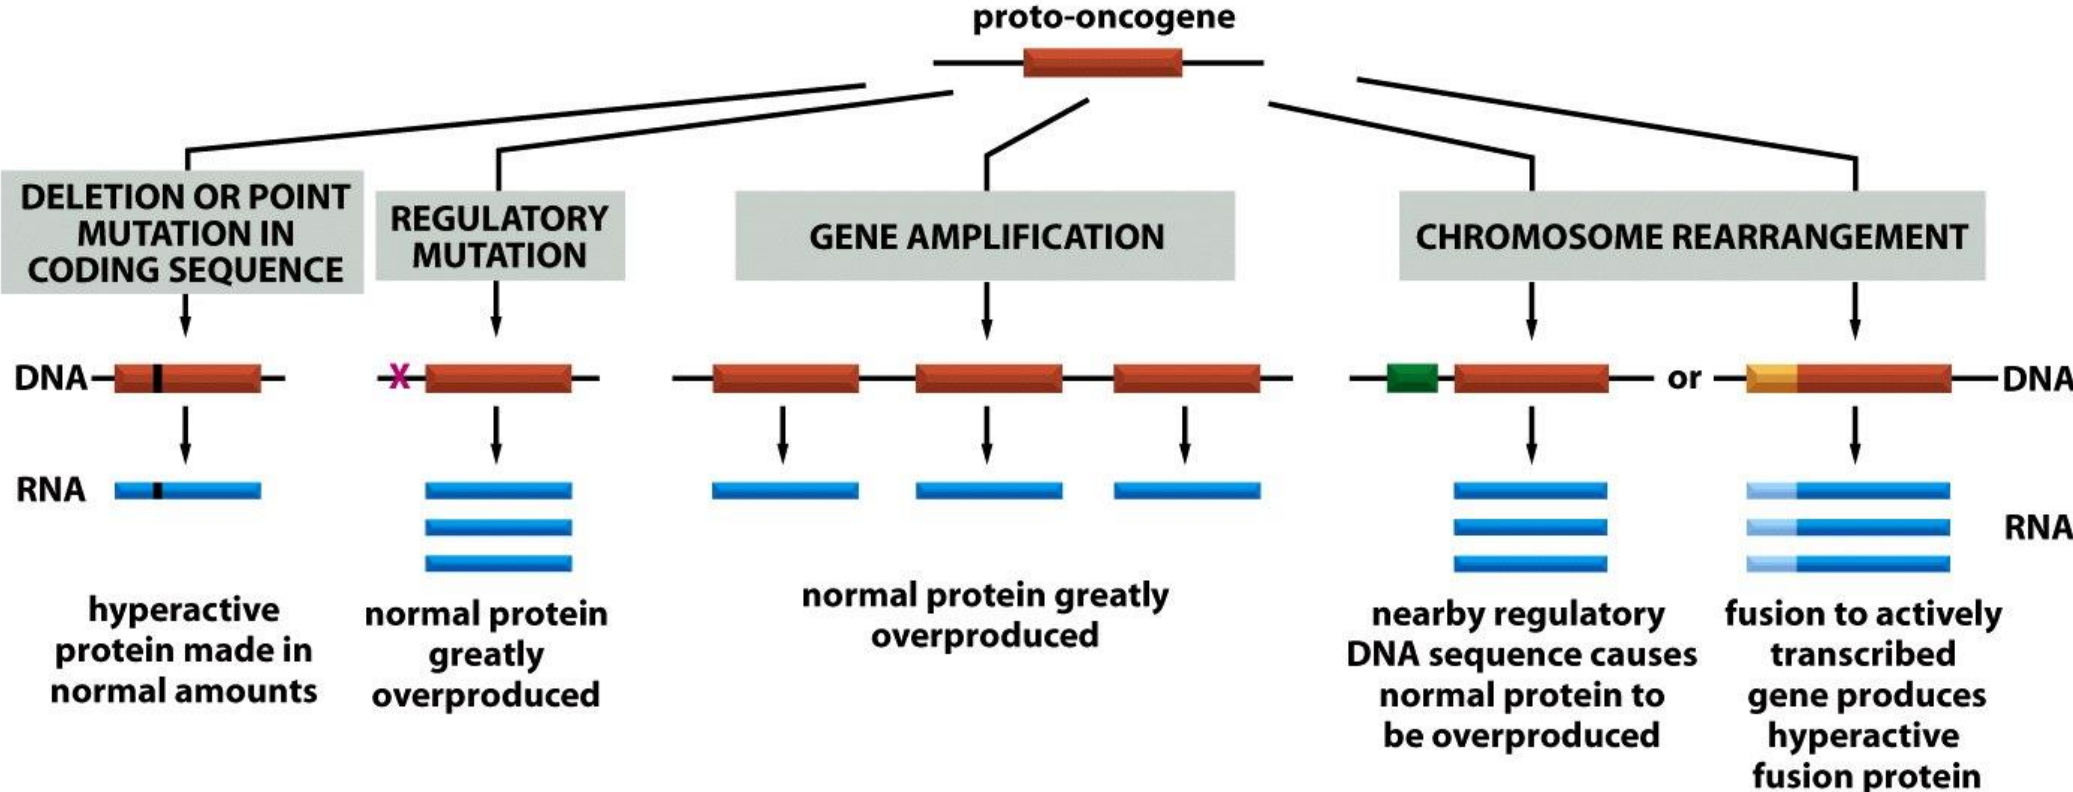 proto-oncogene
DELETION OR POINT
MUTATION IN
CODING SEQUENCE
REGULATORY
MUTATION
GENE AMPLIFICATION
CHROMOSOME REARRANGEMENT
DNA
X
or
DNA
RNA
RNA
hyperactive
protein made in
normal amounts
normal protein
greatly
overproduced
normal protein greatly
overproduced
nearby regulatory
DNA sequence causes
normal protein to
be overproduced
fusion to actively
transcribed
gene produces
hyperactive
fusion protein